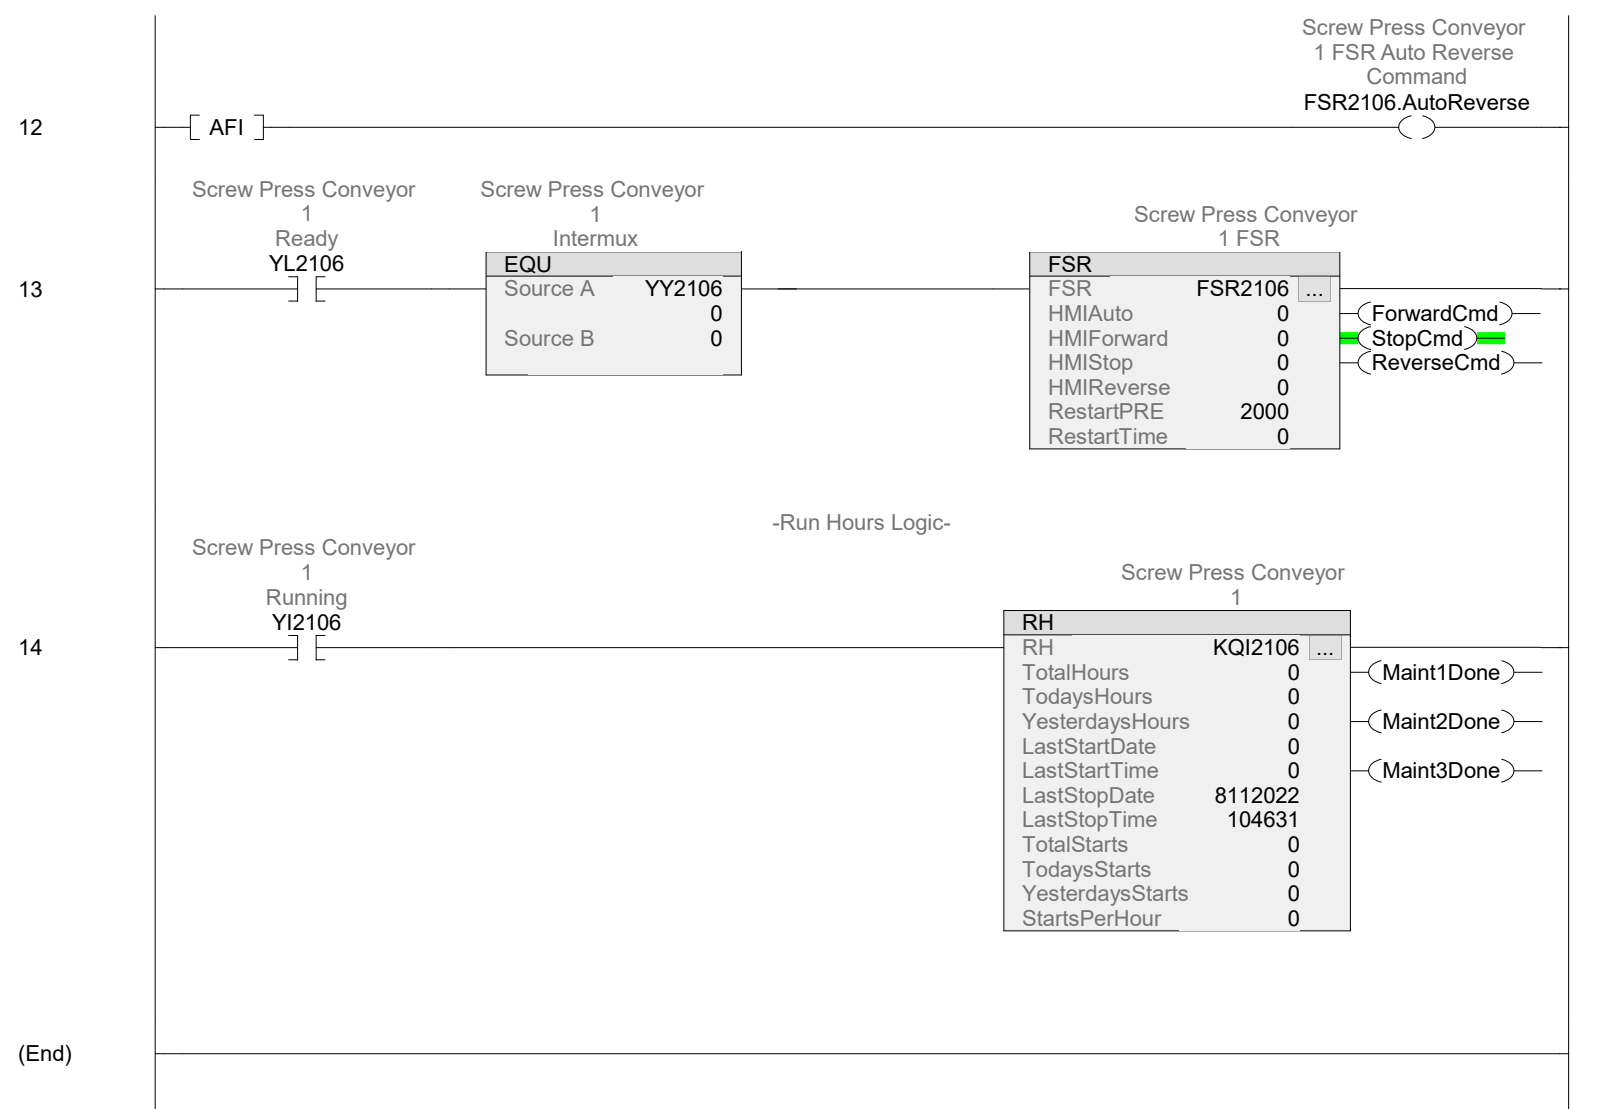 Screw Press Conveyor
1 FSR Auto Reverse
Command
FSR2106.AutoReverse
12
AFI
Screw Press Conveyor
1
Ready
YL2106
Screw Press Conveyor
1
Intermux
Screw Press Conveyor
1 FSR
13
EQU
Source A YY2106
0
Source B 0
FSR
FSR FSR2106 ...
HMIAuto 0 ForwardCmd
HMIForward 0 StopCmd
HMIStop 0 ReverseCmd
HMIReverse 0
RestartPRE 2000
RestartTime 0
-Run Hours Logic-
Screw Press Conveyor
1
Running
YI2106
Screw Press Conveyor
1
14
RH
RH KQI2106 ...
TotalHours 0 Maint1Done
TodaysHours 0
YesterdaysHours 0 Maint2Done
LastStartDate 0
LastStartTime 0 Maint3Done
LastStopDate 8112022
LastStopTime 104631
TotalStarts 0
TodaysStarts 0
YesterdaysStarts 0
StartsPerHour 0
(End)